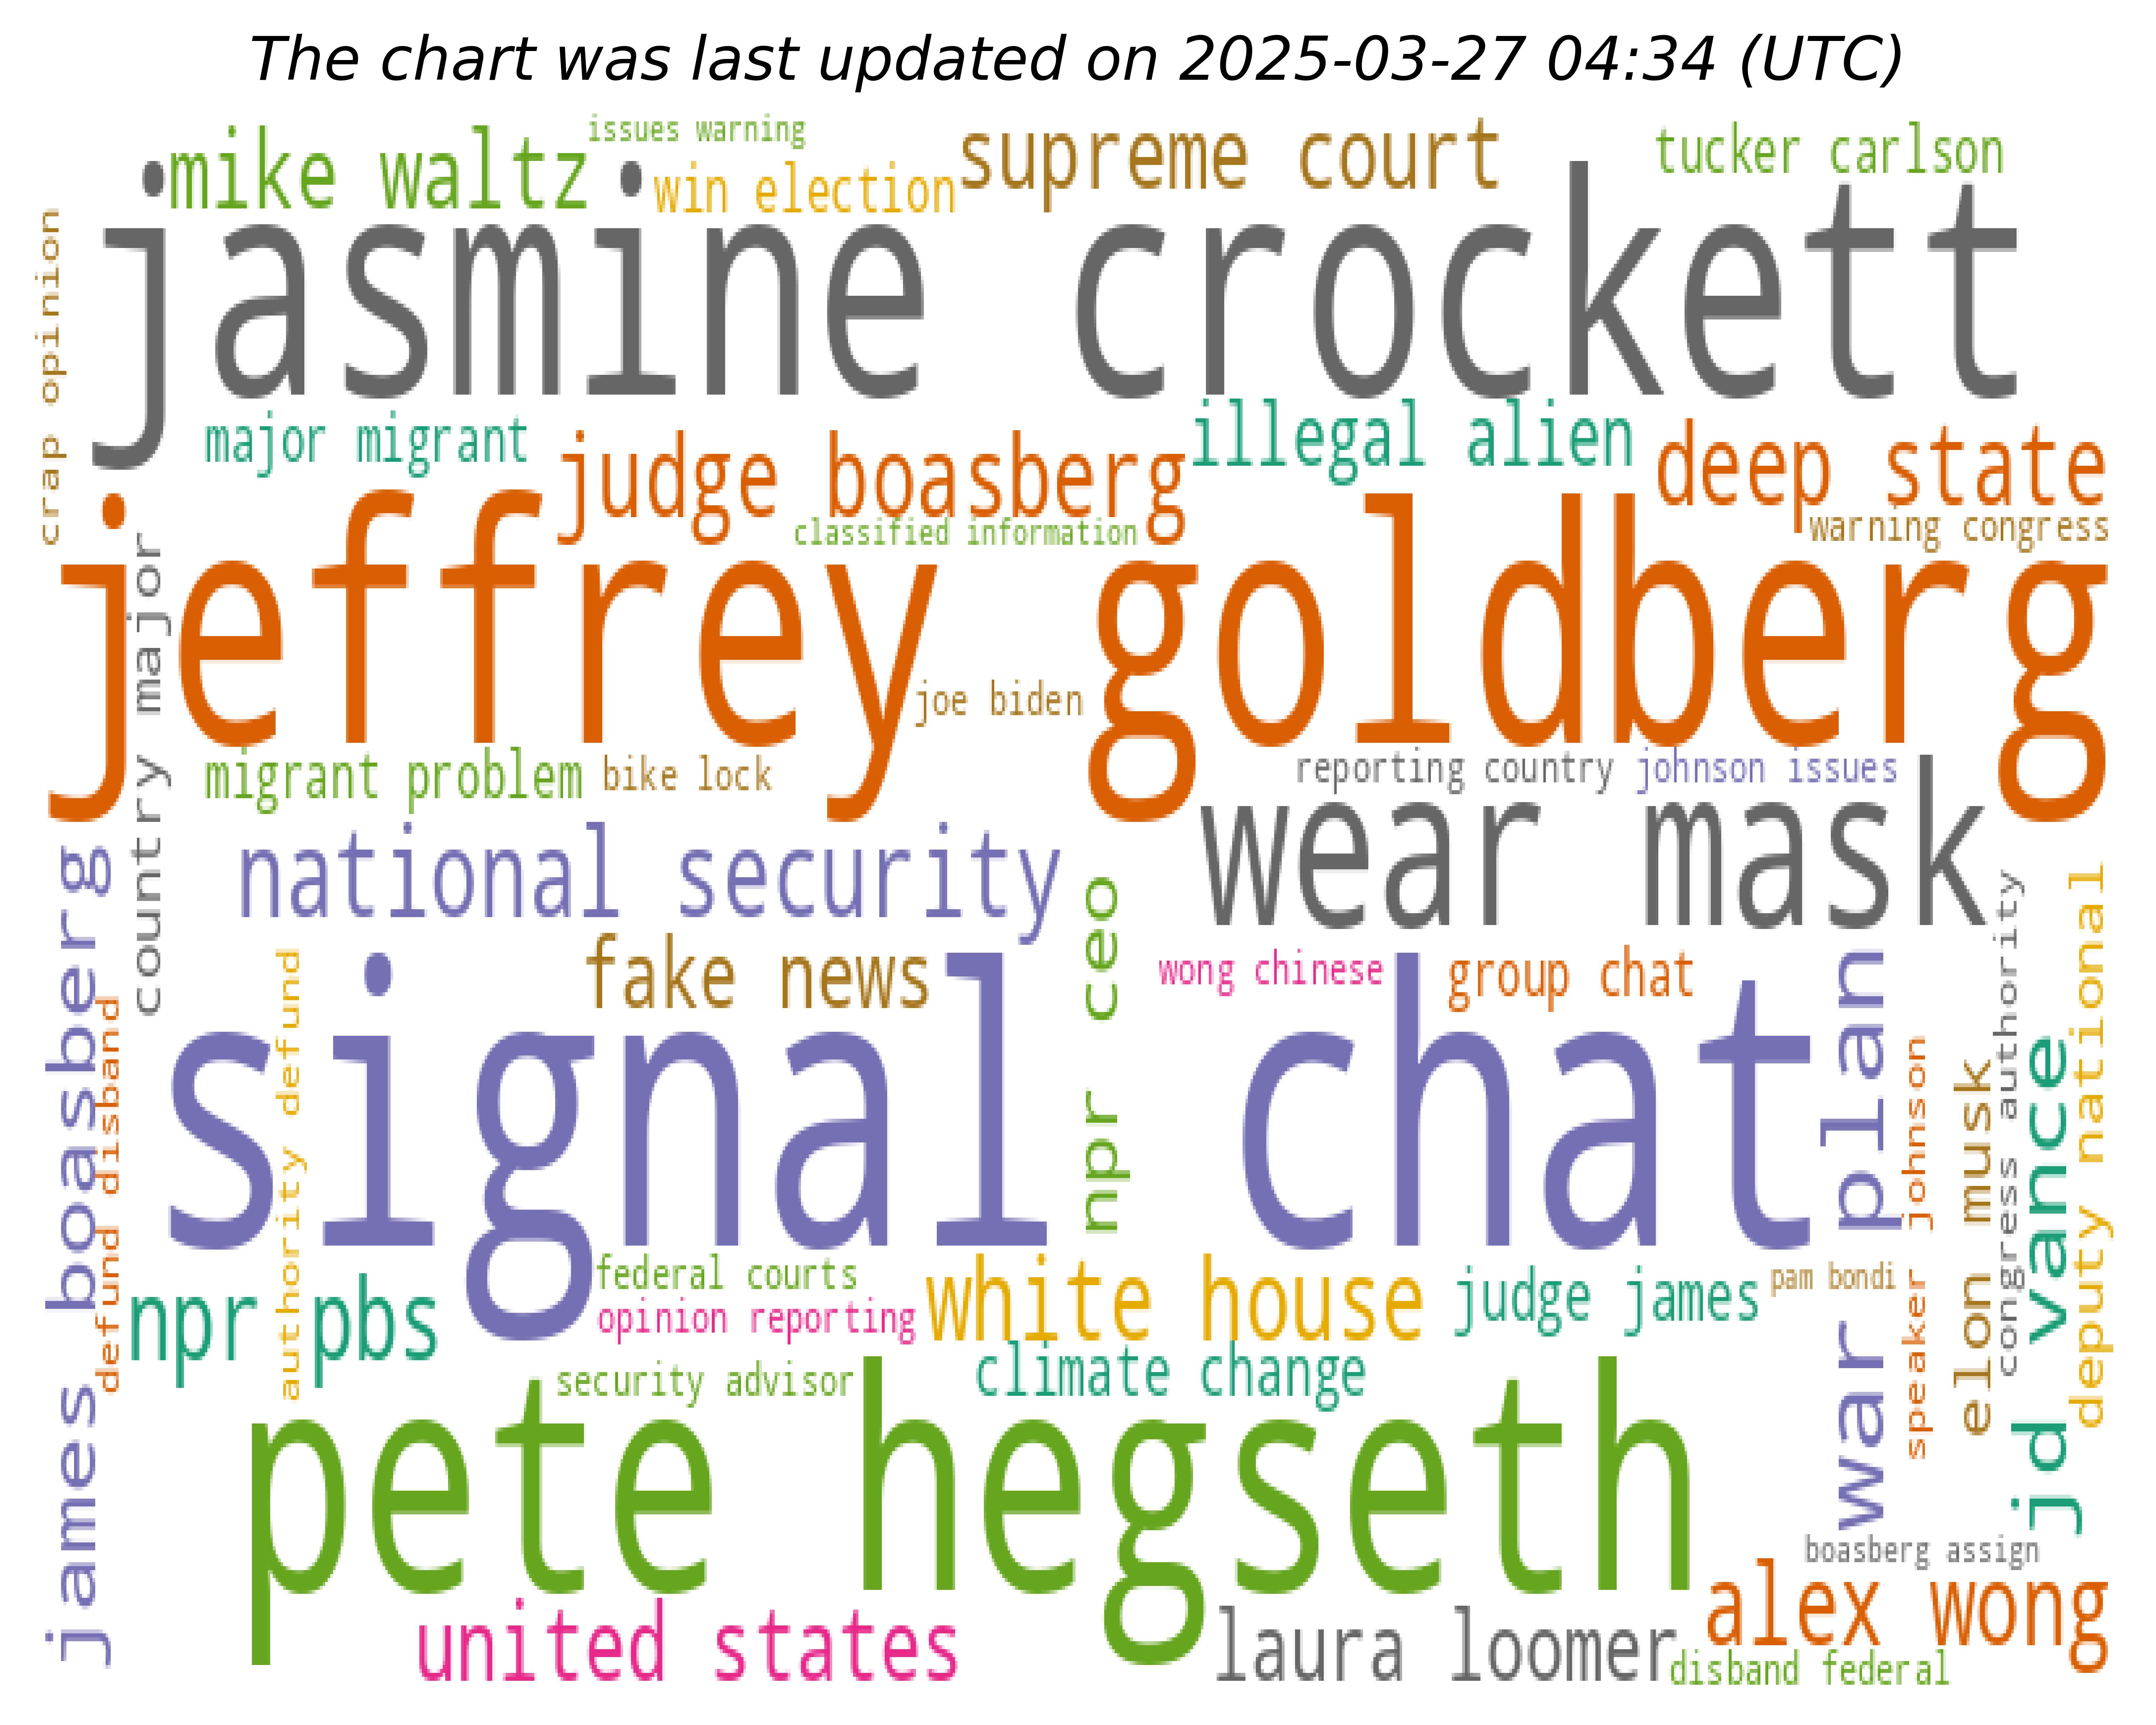 The chart was last updated on 2025-03-27 04:34 (UTC)
issues warning
mike waltz
win election
supreme court
tucker carlson
jasmine crockett
crap opinion
major migrant
judge boasberg
illegal alien
deep state
classified information
warning congress
jeffrey goldberg
country major
joe biden
migrant problem
bike lock
reporting country
johnson issues
wear mask
national security
npr ceo
fake news
wong chinese
group chat
signal chat
james boasberg
defund disband
authority defund
war plan
speaker johnson
elon musk
congress authority
jd vance
deputy national
npr pbs
federal courts
opinion reporting
white house
judge james
pam bondi
security advisor
climate change
pete hegseth
boasberg assign
alex wong
united states
laura loomer
disband federal